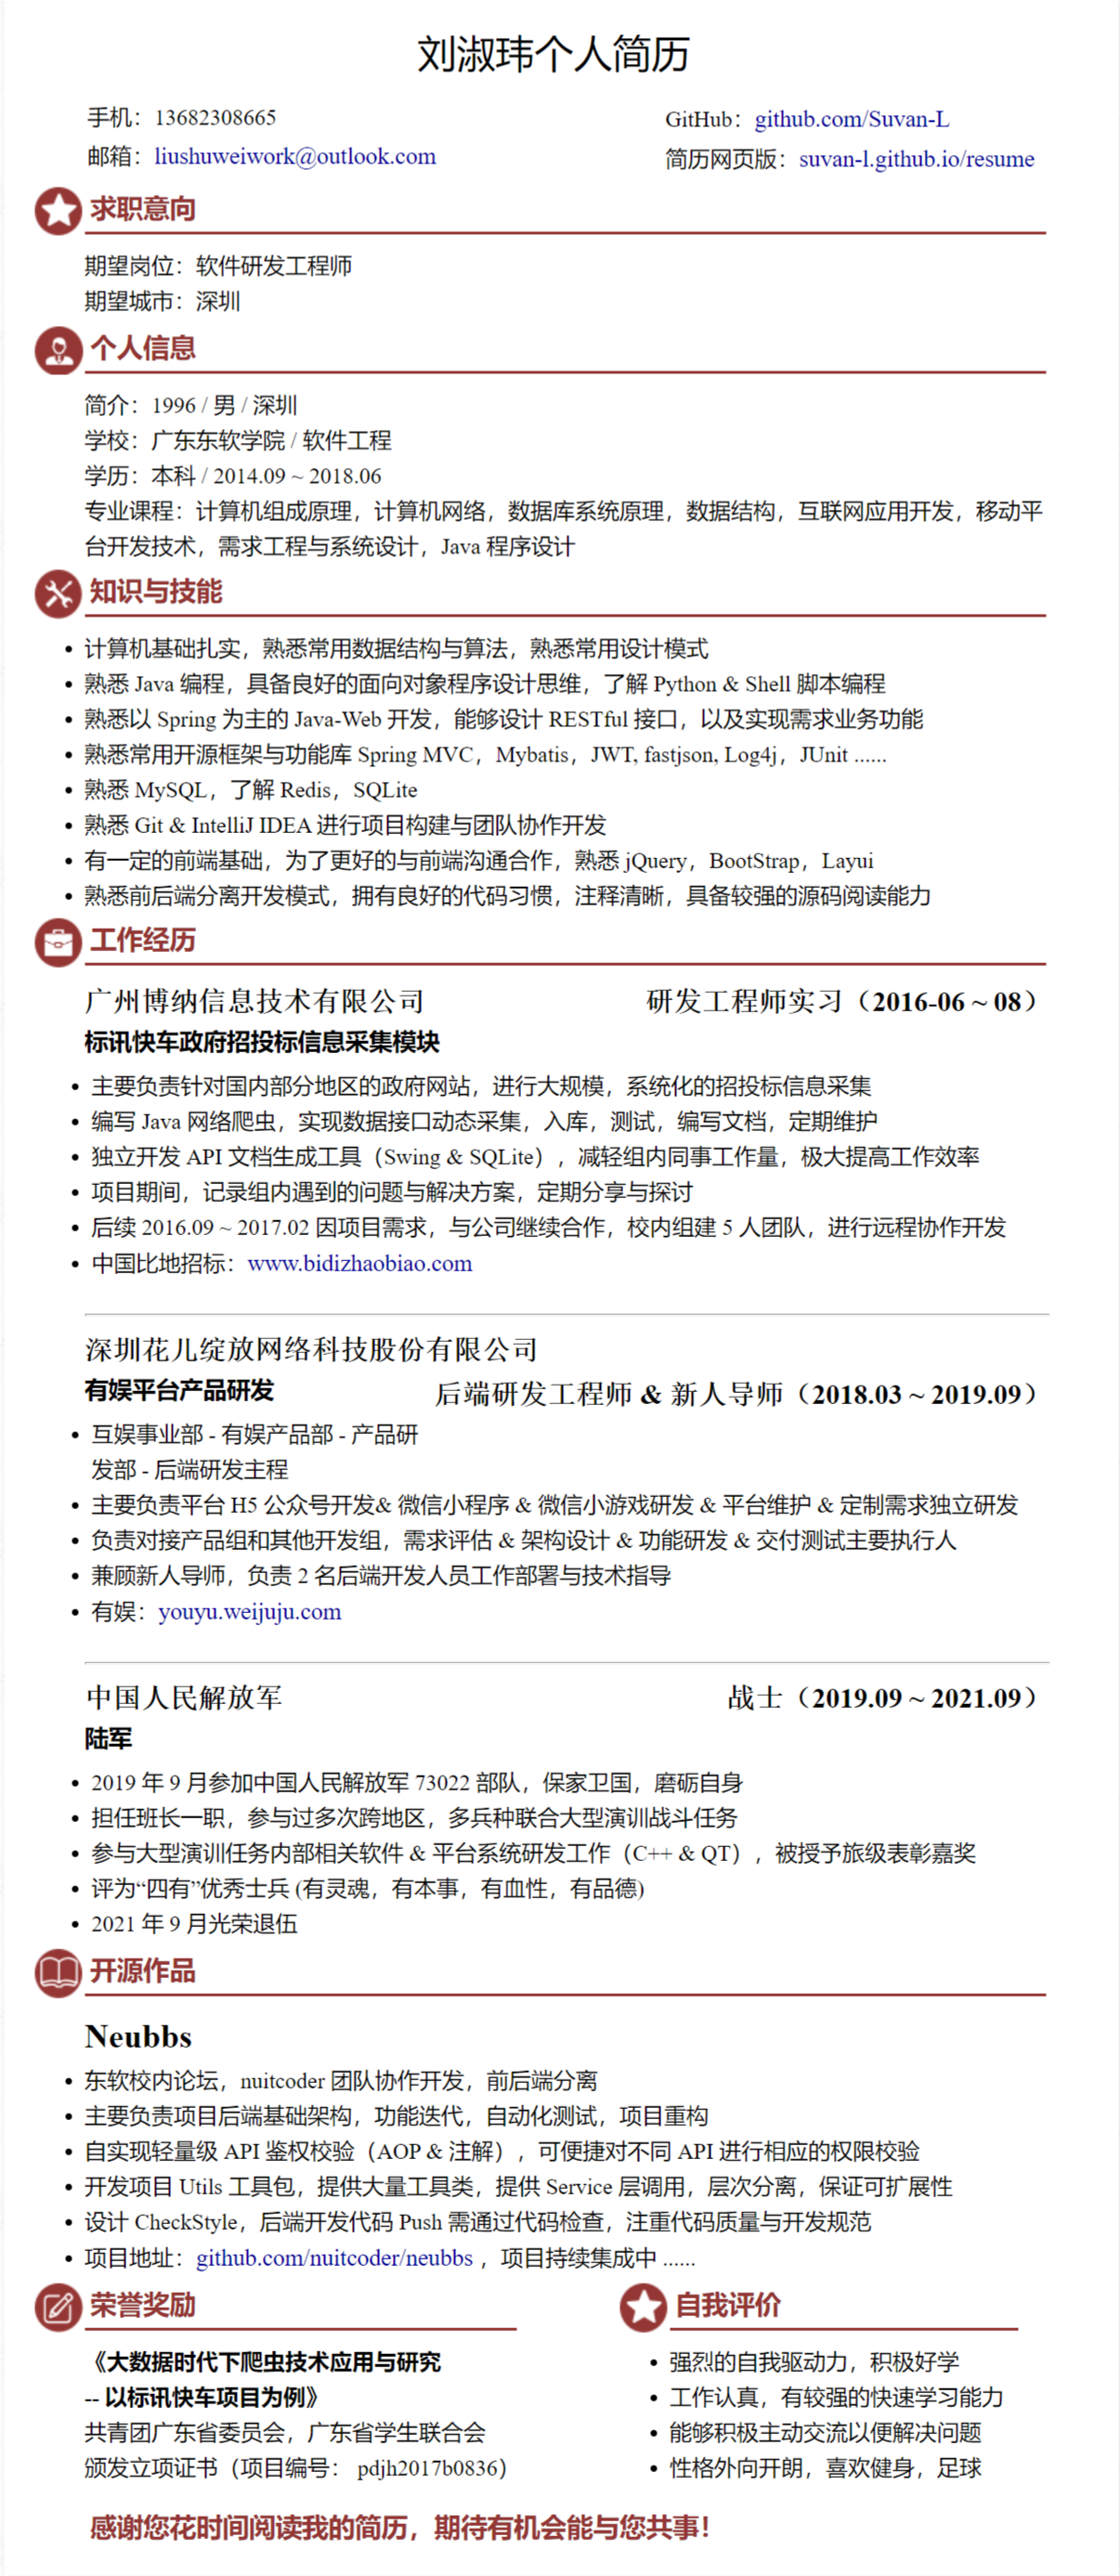 刘淑玮个人简历
手机：13682308665
GitHub：github.com/Suvan-L
邮箱：liushuweiwork@outlook.com
简历网页版：suvan-l.github.io/resume
求职意向
期望岗位：软件研发工程师
期望城市：深圳
个人信息
简介：1996 / 男 / 深圳
学校：广东东软学院 / 软件工程
学历：本科 / 2014.09 ~ 2018.06
专业课程：计算机组成原理，计算机网络，数据库系统原理，数据结构，互联网应用开发，移动平
台开发技术，需求工程与系统设计，Java 程序设计
知识与技能
• 计算机基础扎实，熟悉常用数据结构与算法，熟悉常用设计模式
• 熟悉 Java 编程，具备良好的面向对象程序设计思维，了解 Python & Shell 脚本编程
• 熟悉以 Spring 为主的 Java-Web 开发，能够设计 RESTful 接口，以及实现需求业务功能
• 熟悉常用开源框架与功能库 Spring MVC，Mybatis，JWT, fastjson, Log4j，JUnit ......
• 熟悉 MySQL，了解 Redis，SQLite
• 熟悉 Git & IntelliJ IDEA 进行项目构建与团队协作开发
• 有一定的前端基础，为了更好的与前端沟通合作，熟悉 jQuery，BootStrap，Layui
• 熟悉前后端分离开发模式，拥有良好的代码习惯，注释清晰，具备较强的源码阅读能力
工作经历
广州博纳信息技术有限公司
研发工程师实习（2016-06 ~ 08）
标讯快车政府招投标信息采集模块
• 主要负责针对国内部分地区的政府网站，进行大规模，系统化的招投标信息采集
• 编写 Java 网络爬虫，实现数据接口动态采集，入库，测试，编写文档，定期维护
• 独立开发 API 文档生成工具（Swing & SQLite），减轻组内同事工作量，极大提高工作效率
• 项目期间，记录组内遇到的问题与解决方案，定期分享与探讨
• 后续 2016.09 ~ 2017.02 因项目需求，与公司继续合作，校内组建 5 人团队，进行远程协作开发
• 中国比地招标：www.bidizhaobiao.com
深圳花儿绽放网络科技股份有限公司
有娱平台产品研发
后端研发工程师 & 新人导师（2018.03 ~ 2019.09）
• 互娱事业部 - 有娱产品部 - 产品研
发部 - 后端研发主程
• 主要负责平台 H5 公众号开发& 微信小程序 & 微信小游戏研发 & 平台维护 & 定制需求独立研发
• 负责对接产品组和其他开发组，需求评估 & 架构设计 & 功能研发 & 交付测试主要执行人
• 兼顾新人导师，负责 2 名后端开发人员工作部署与技术指导
• 有娱：youyu.weijuju.com
中国人民解放军
战士（2019.09 ~ 2021.09）
陆军
• 2019 年 9 月参加中国人民解放军 73022 部队，保家卫国，磨砺自身
• 担任班长一职，参与过多次跨地区，多兵种联合大型演训战斗任务
• 参与大型演训任务内部相关软件 & 平台系统研发工作（C++ & QT），被授予旅级表彰嘉奖
• 评为“四有”优秀士兵 (有灵魂，有本事，有血性，有品德)
• 2021 年 9 月光荣退伍
开源作品
Neubbs
• 东软校内论坛，nuitcoder 团队协作开发，前后端分离
• 主要负责项目后端基础架构，功能迭代，自动化测试，项目重构
• 自实现轻量级 API 鉴权校验（AOP & 注解），可便捷对不同 API 进行相应的权限校验
• 开发项目 Utils 工具包，提供大量工具类，提供 Service 层调用，层次分离，保证可扩展性
• 设计 CheckStyle，后端开发代码 Push 需通过代码检查，注重代码质量与开发规范
• 项目地址：github.com/nuitcoder/neubbs ，项目持续集成中 ......
荣誉奖励
《大数据时代下爬虫技术应用与研究
-- 以标讯快车项目为例》
共青团广东省委员会，广东省学生联合会
颁发立项证书（项目编号： pdjh2017b0836）
自我评价
• 强烈的自我驱动力，积极好学
• 工作认真，有较强的快速学习能力
• 能够积极主动交流以便解决问题
• 性格外向开朗，喜欢健身，足球
感谢您花时间阅读我的简历，期待有机会能与您共事！